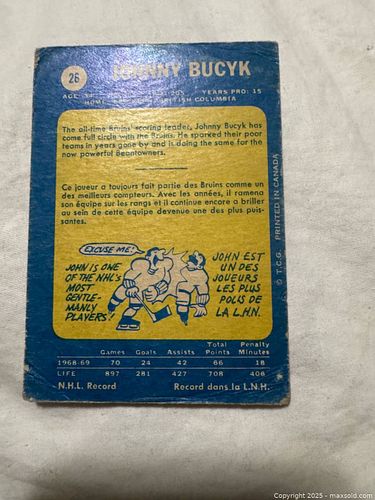 26
JOHNNY BUCYK
AGE YEARS PRO: 15
HOME BRITISH COLUMBIA
The all-time Bruins' scoring leader, Johnny Bucyk has
come full circle with the Bruins. He sparked their poor
teams in years gone by and is doing the same for the
now powerful Beantowners.
Ce joueur a toujours fait partie des Bruins comme un
des meilleurs compteurs. Avec les années, il ramena
son équipe sur les rangs et il continue encore a briller
au sein de cette équipe devenue une des plus puis-
santes.
EXCUSE ME!
JOHN IS ONE
OF THE NHL'S
MOST
GENTLE-
MANLY
PLAYERS!
JOHN EST
UN DES
JOUEURS
LES PLUS
POLIS DE
LA L.H.N.
© T.C.G. PRINTED IN CANADA
Games Goals Assists Total Points Penalty Minutes
1968-69 70 24 42 66 18
LIFE 897 281 427 708 406
N.H.L. Record Record dans la L.N.H.
Copyright 2025 - maxsold.com